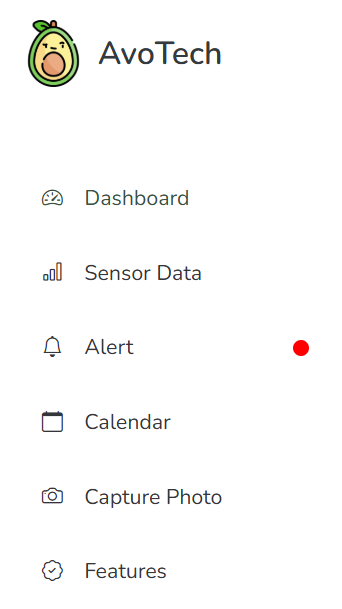 AvoTech
Dashboard
Sensor Data
Alert
Calendar
Capture Photo
Features